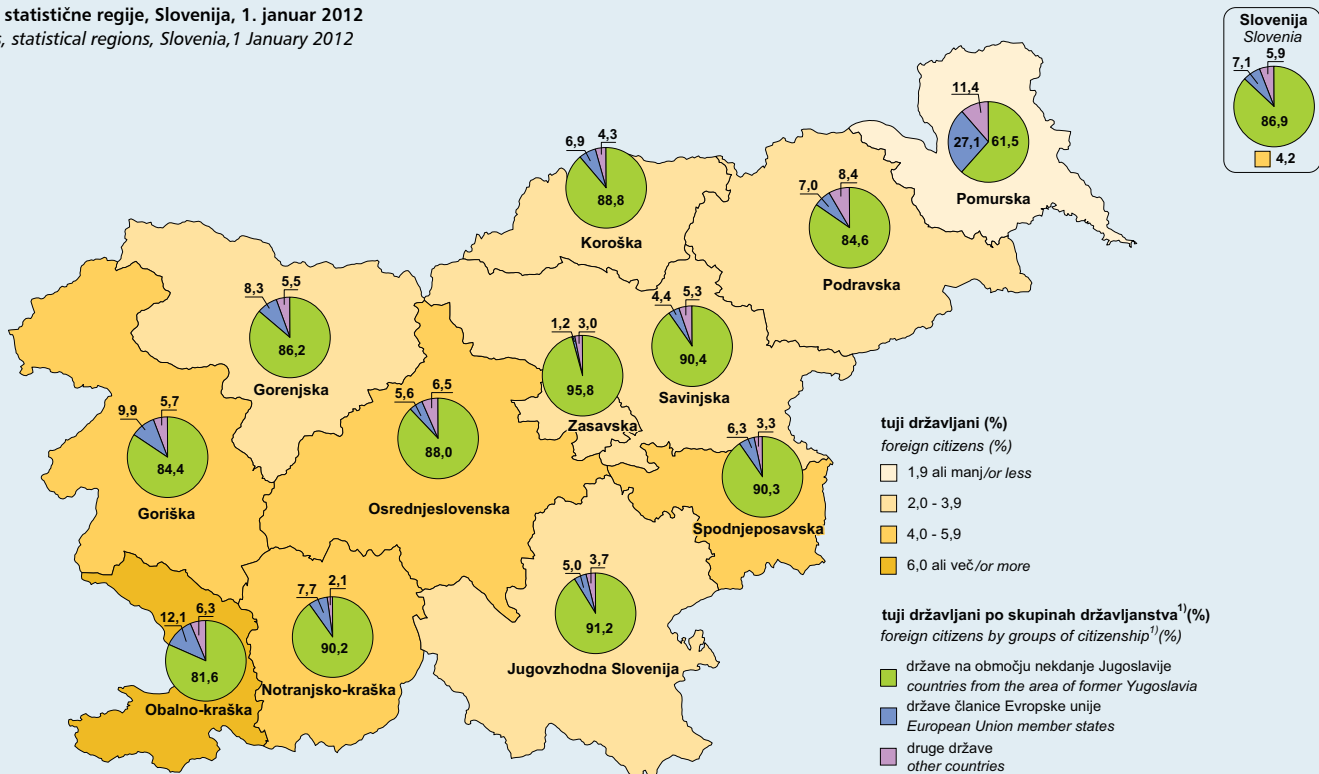 statistične regije, Slovenija, 1. januar 2012
, statistical regions, Slovenia,1 January 2012
Slovenija
Slovenia
7,1 5,9
86,9
4,2
11,4
27,1 61,5
Pomurska
6,9 4,3
88,8
Koroška
7,0 8,4
84,6
Podravska
8,3 5,5
86,2
Gorenjska
4,4 5,3
90,4
Savinjska
1,2 3,0
95,8
Zasavska
5,6 6,5
88,0
Osrednjeslovenska
9,9 5,7
84,4
Goriška
6,3 3,3
90,3
Spodnjeposavska
5,0 3,7
91,2
Jugovzhodna Slovenija
7,7 2,1
90,2
Notranjsko-kraška
12,1 6,3
81,6
Obalno-kraška
tuji državljani (%)
foreign citizens (%)
1,9 ali manj/or less
2,0 - 3,9
4,0 - 5,9
6,0 ali več/or more
tuji državljani po skupinah državljanstva1)(%)
foreign citizens by groups of citizenship1)(%)
države na območju nekdanje Jugoslavije
countries from the area of former Yugoslavia
države članice Evropske unije
European Union member states
druge države
other countries